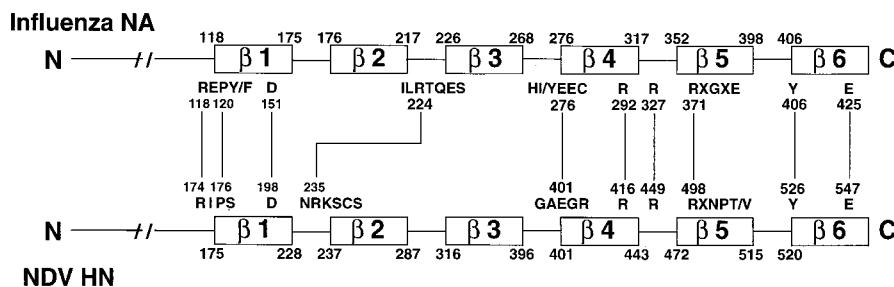 Influenza NA
118 175 176 217 226 268 276 317 352 398 406
N // β1 β2 β3 β4 β5 β6 C
REPY/F D ILRTQES HI/YEEC R R RXGXE Y E
118 120 151 224 276 292 327 371 406 425
174 176 198 235 401 416 449 498 526 547
R I PS D NRKSCS GAEGR R R RXNPT/V Y E
N // β1 β2 β3 β4 β5 β6 C
175 228 237 287 316 396 401 443 472 515 520
NDV HN